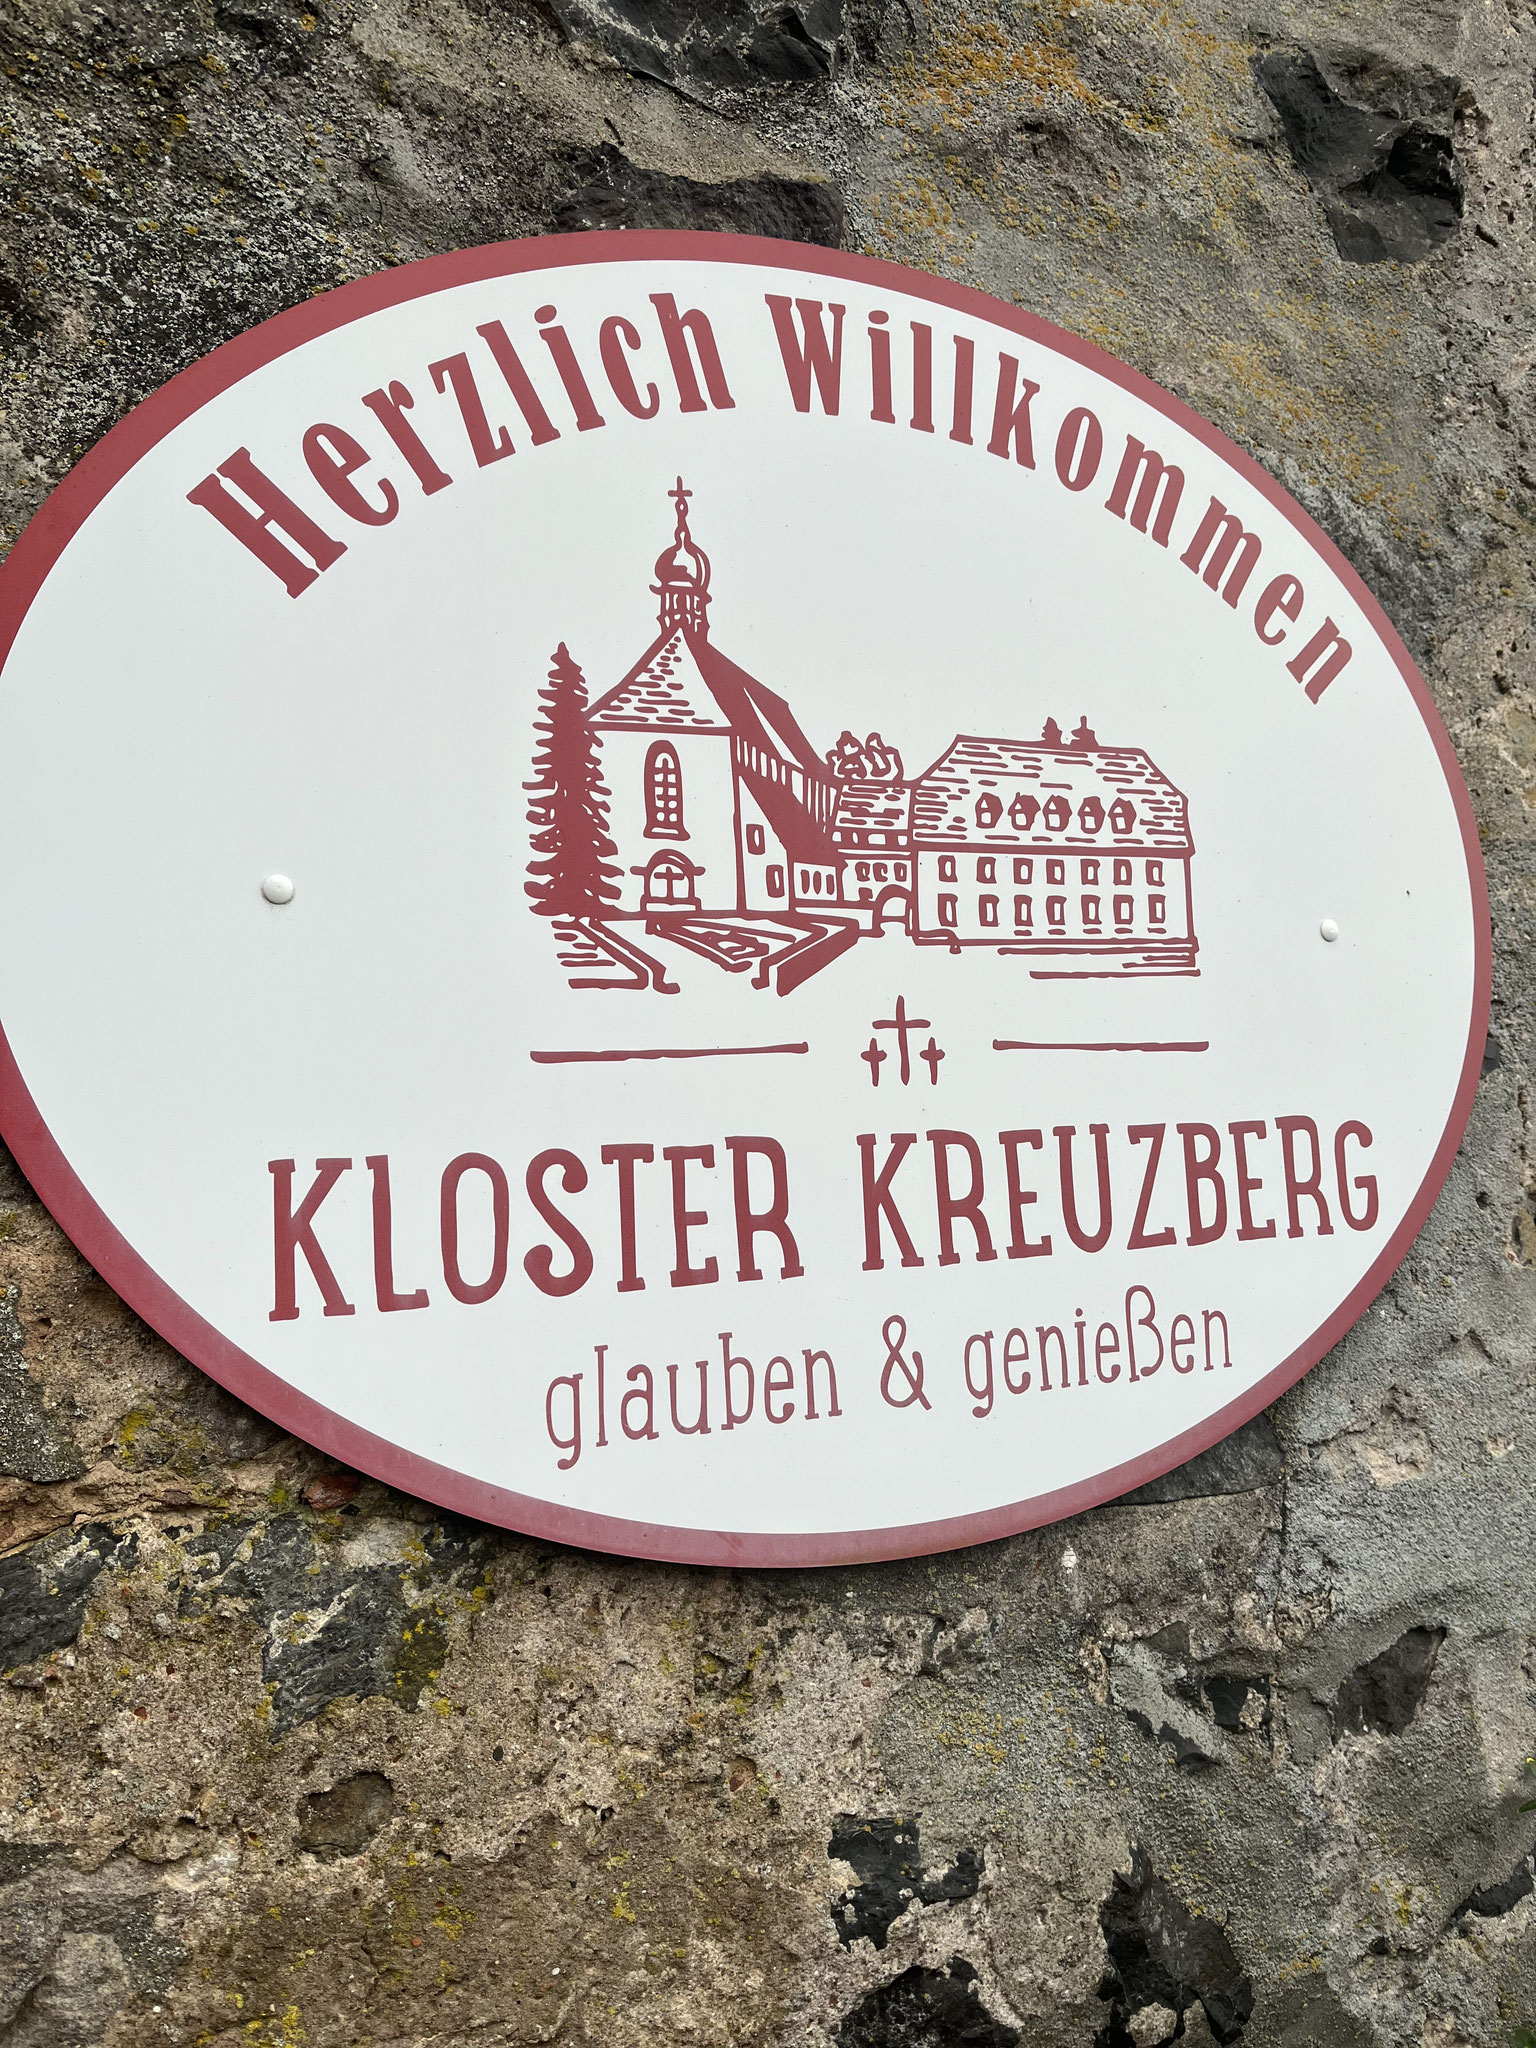 Herzlich Willkommen
KLOSTER KREUZBERG
glauben & genießen